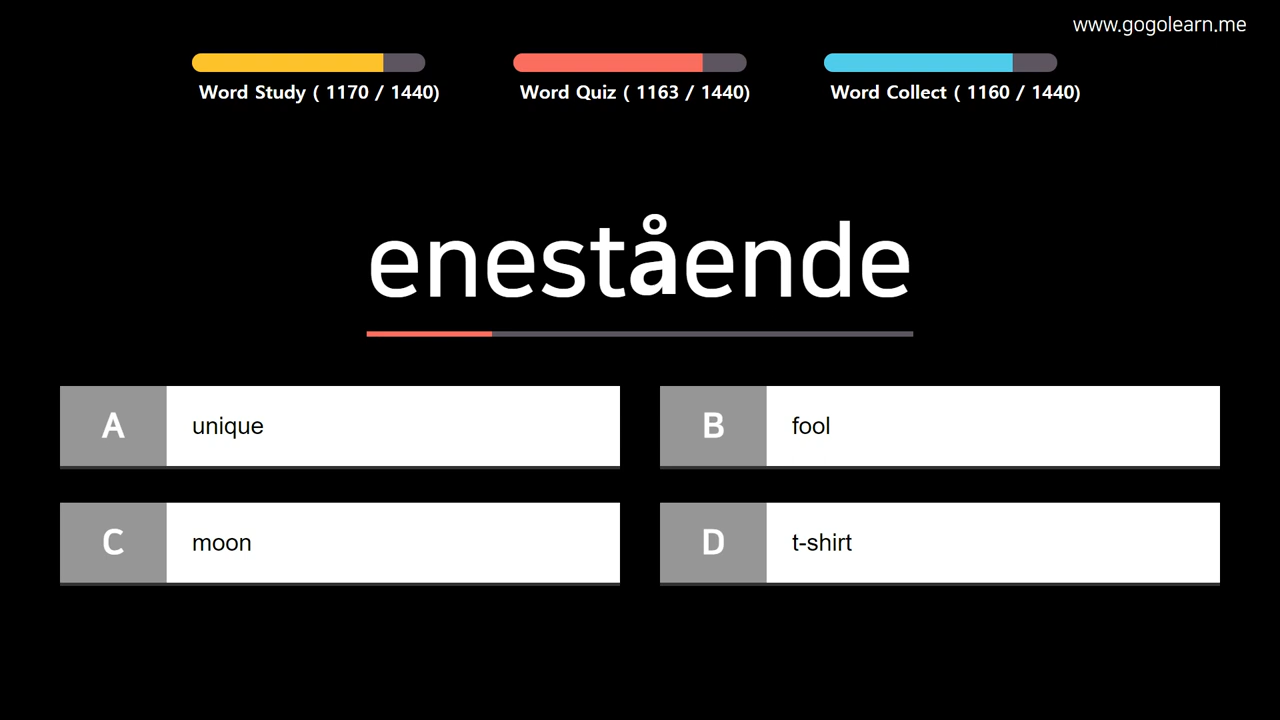 www.gogolearn.me
Word Study ( 1170 / 1440)
Word Quiz ( 1163 / 1440)
Word Collect ( 1160 / 1440)
enestående
A unique
B fool
C moon
D t-shirt